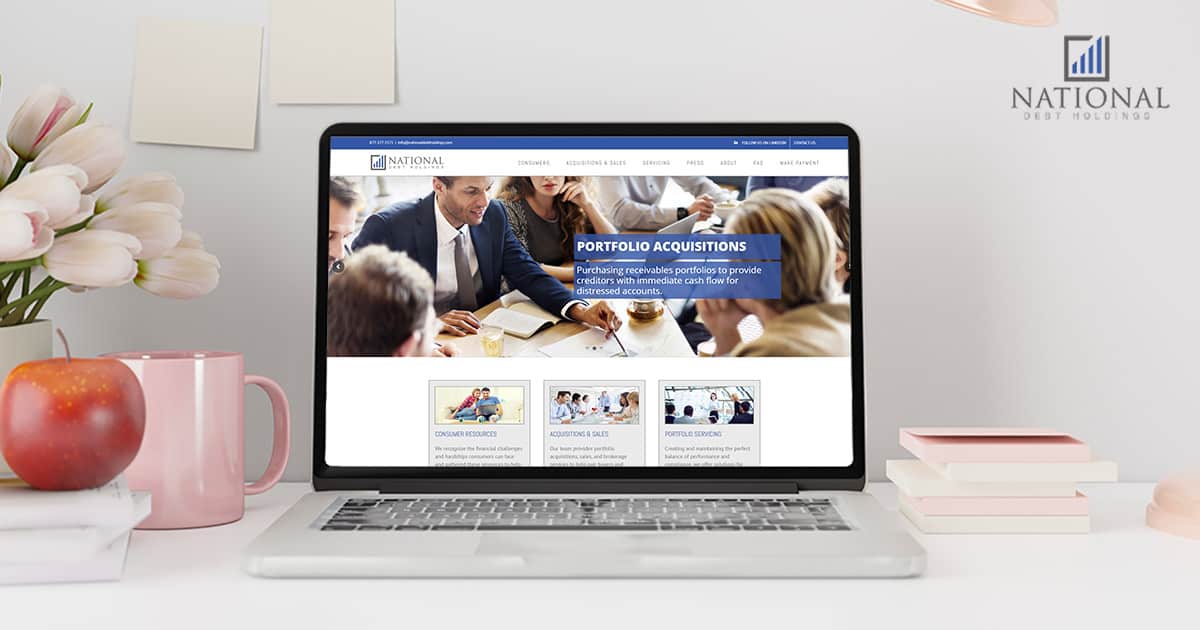 NATIONAL
DEBT HOLDINGS
877.377.5575 | info@nationaldebtholdings.com
FOLLOW US ON LINKEDIN | CONTACT US
NATIONAL
DEBT HOLDINGS
CONSUMERS ACQUISITIONS & SALES SERVICING PRESS ABOUT FAQ MAKE PAYMENT
PORTFOLIO ACQUISITIONS
Purchasing receivables portfolios to provide
creditors with immediate cash flow for
distressed accounts.
CONSUMER RESOURCES
We recognize the financial challenges
and hardships consumers can face
and gathered these resources to help
ACQUISITIONS & SALES
Our team provides portfolio
acquisitions, sales, and brokerage
services to help our buyers and
PORTFOLIO SERVICING
Creating and maintaining the perfect
balance of performance and
compliance, we offer solutions by